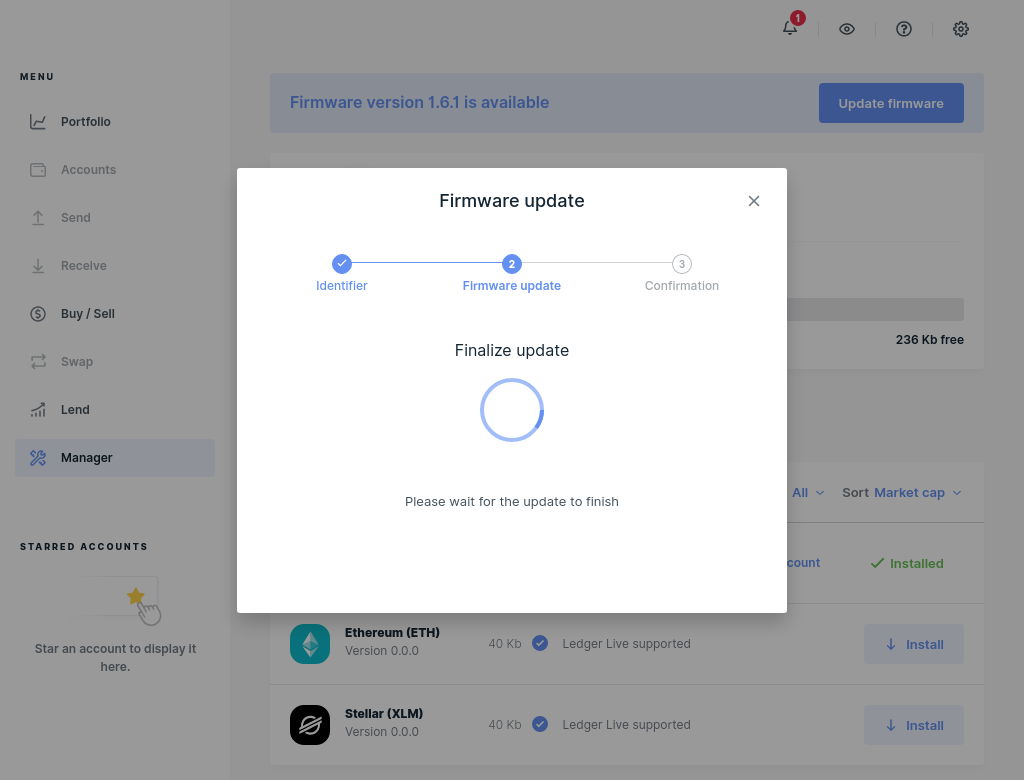 1
MENU
Portfolio
Accounts
Send
Receive
Buy / Sell
Swap
Lend
Manager
STARRED ACCOUNTS
Star an account to display it
here.
Firmware version 1.6.1 is available
Update firmware
236 Kb free
Firmware update
2
3
Identifier
Firmware update
Confirmation
Finalize update
Please wait for the update to finish
All
Sort Market cap
count
Installed
Ethereum (ETH)
Version 0.0.0
40 Kb
Ledger Live supported
Install
Stellar (XLM)
Version 0.0.0
40 Kb
Ledger Live supported
Install